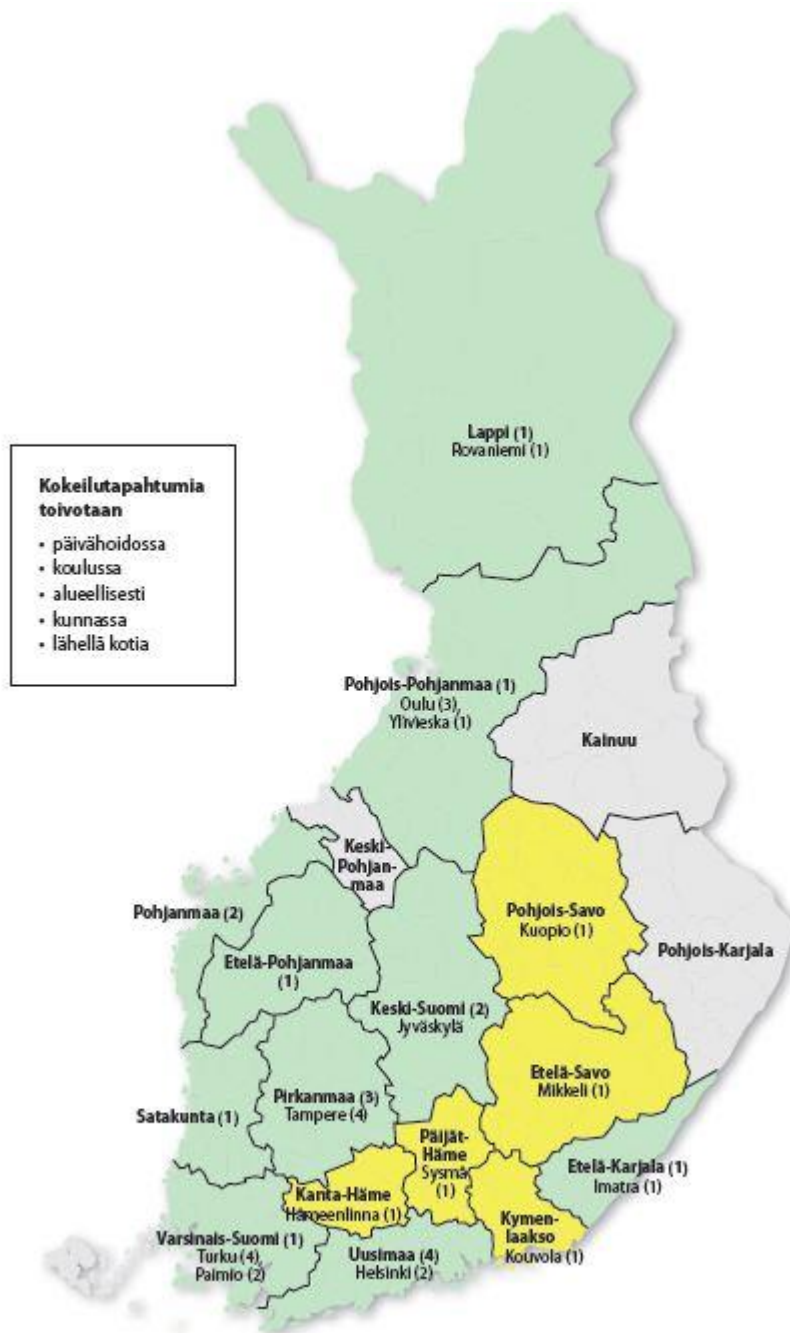 Lappi (1)
Rovaniemi (1)
Kokeilutapahtumia
toivotaan
• päivähoidossa
• koulussa
• alueellisesti
• kunnassa
• lähellä kotia
Pohjois-Pohjanmaa (1)
Oulu (3),
Ylivieska (1)
Kainuu
Keski-
Pohjan-
maa
Pohjanmaa (2)
Pohjois-Savo
Kuopio (1)
Etelä-Pohjanmaa
(1)
Pohjois-Karjala
Keski-Suomi (2)
Jyväskylä
Etelä-Savo
Mikkeli (1)
Pirkanmaa (3)
Tampere (4)
Satakunta (1)
Päijät-
Häme
Sysmä
(1)
Etelä-Karjala (1)
Imatra (1)
Kanta-Häme
Hämeenlinna (1)
Kymen-
laakso
Kouvola (1)
Varsinais-Suomi (1)
Turku (4),
Paimio (2)
Uusimaa (4)
Helsinki (2)